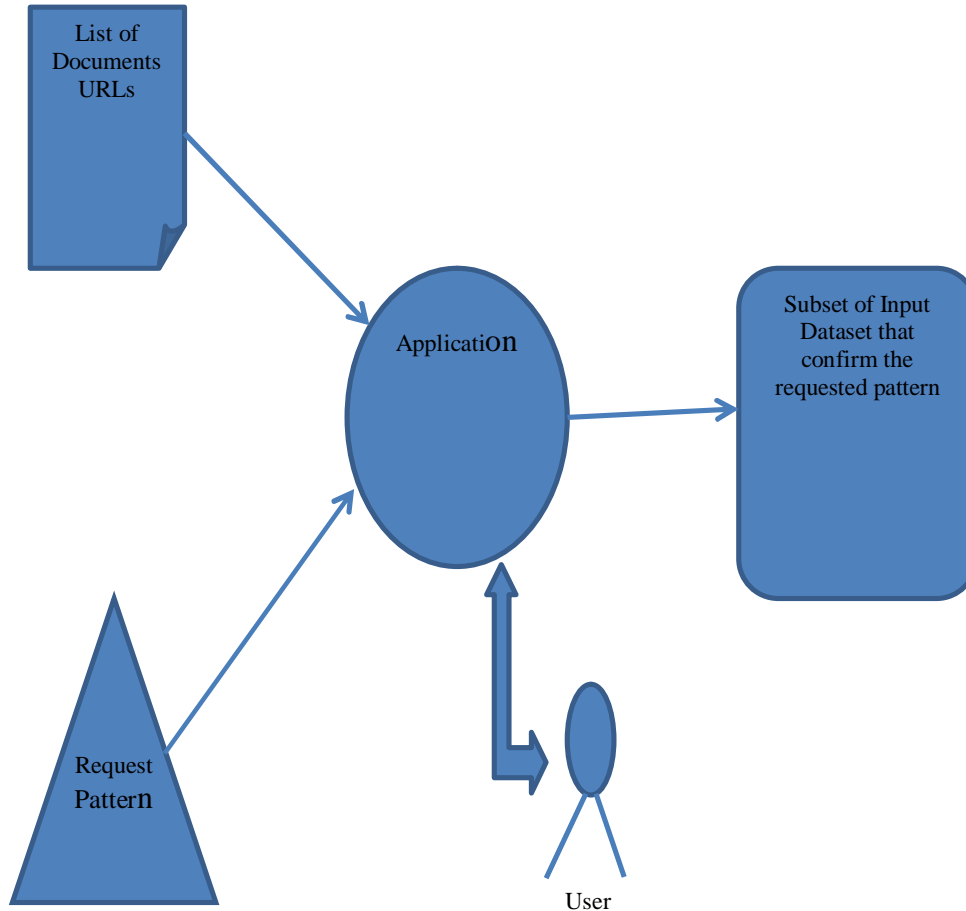 List of
Documents
URLs
Application
Subset of Input
Dataset that
confirm the
requested pattern
Request
Pattern
User